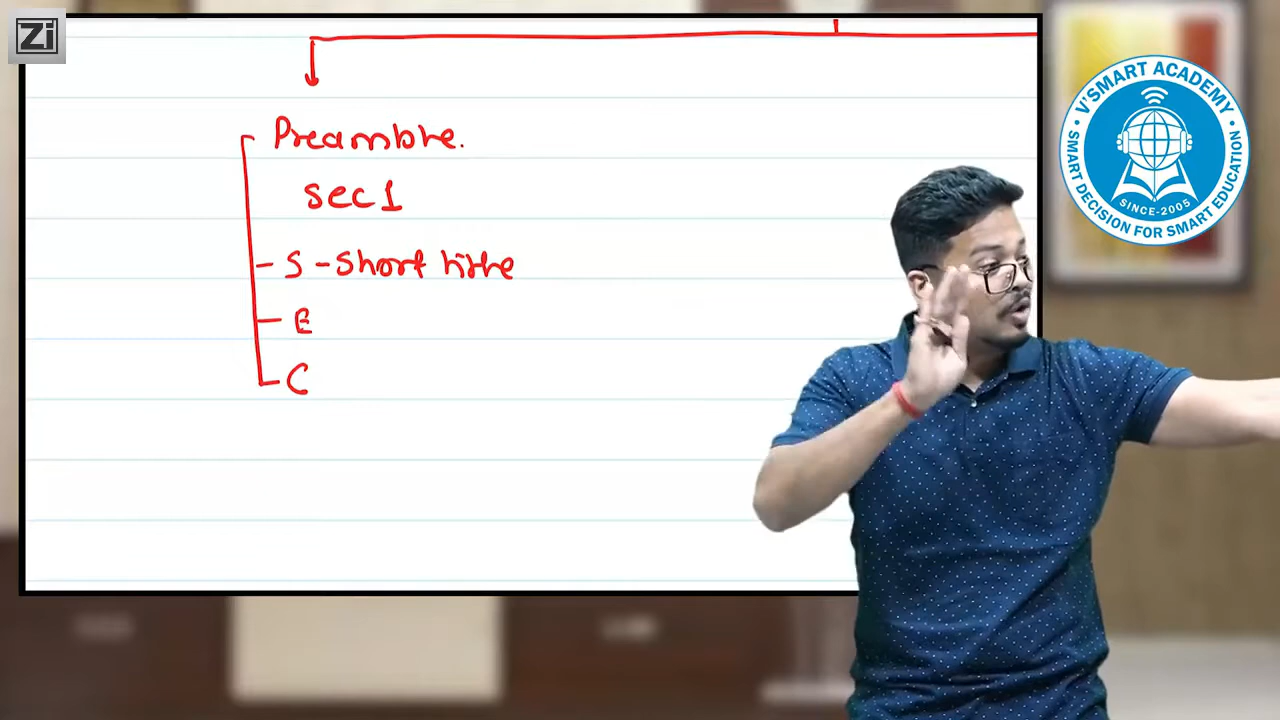 Zi
Preamble.
Sec 1
S - Short title
E
C
V'SMART ACADEMY
SINCE-2005
SMART DECISION FOR SMART EDUCATION